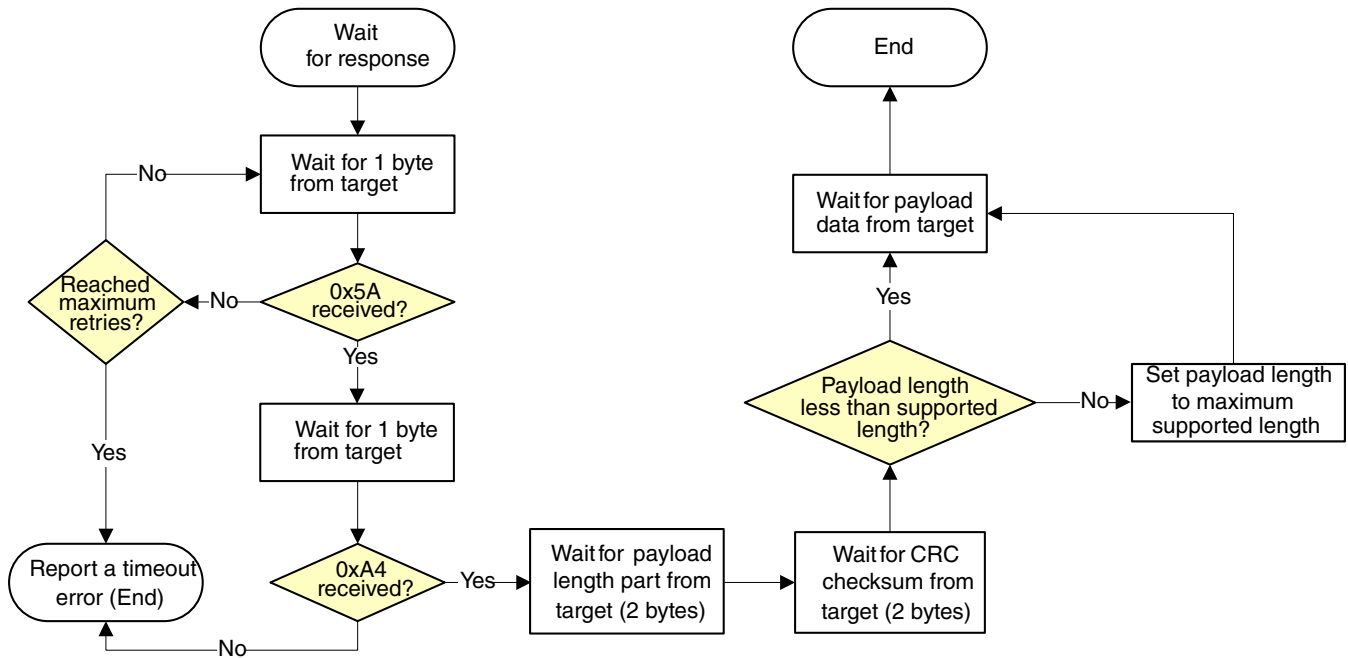 Wait
for response
End
Wait for 1 byte
from target
No
Wait for payload
data from target
Reached
maximum
retries?
No
0x5A
received?
Yes
Yes
Payload length
less than supported
length?
No
Set payload length
to maximum
supported length
Wait for 1 byte
from target
Yes
Report a timeout
error (End)
0xA4
received?
Yes
Wait for payload
length part from
target (2 bytes)
Wait for CRC
checksum from
target (2 bytes)
No